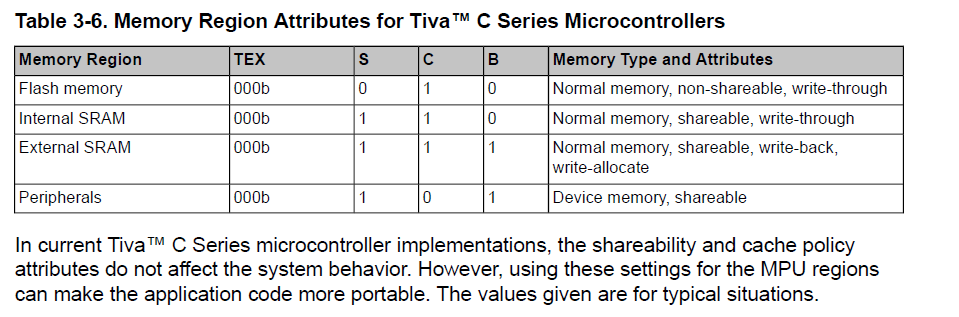 Table 3-6. Memory Region Attributes for Tiva™ C Series Microcontrollers
Memory Region TEX S C B Memory Type and Attributes
Flash memory 000b 0 1 0 Normal memory, non-shareable, write-through
Internal SRAM 000b 1 1 0 Normal memory, shareable, write-through
External SRAM 000b 1 1 1 Normal memory, shareable, write-back,
write-allocate
Peripherals 000b 1 0 1 Device memory, shareable
In current Tiva™ C Series microcontroller implementations, the shareability and cache policy
attributes do not affect the system behavior. However, using these settings for the MPU regions
can make the application code more portable. The values given are for typical situations.